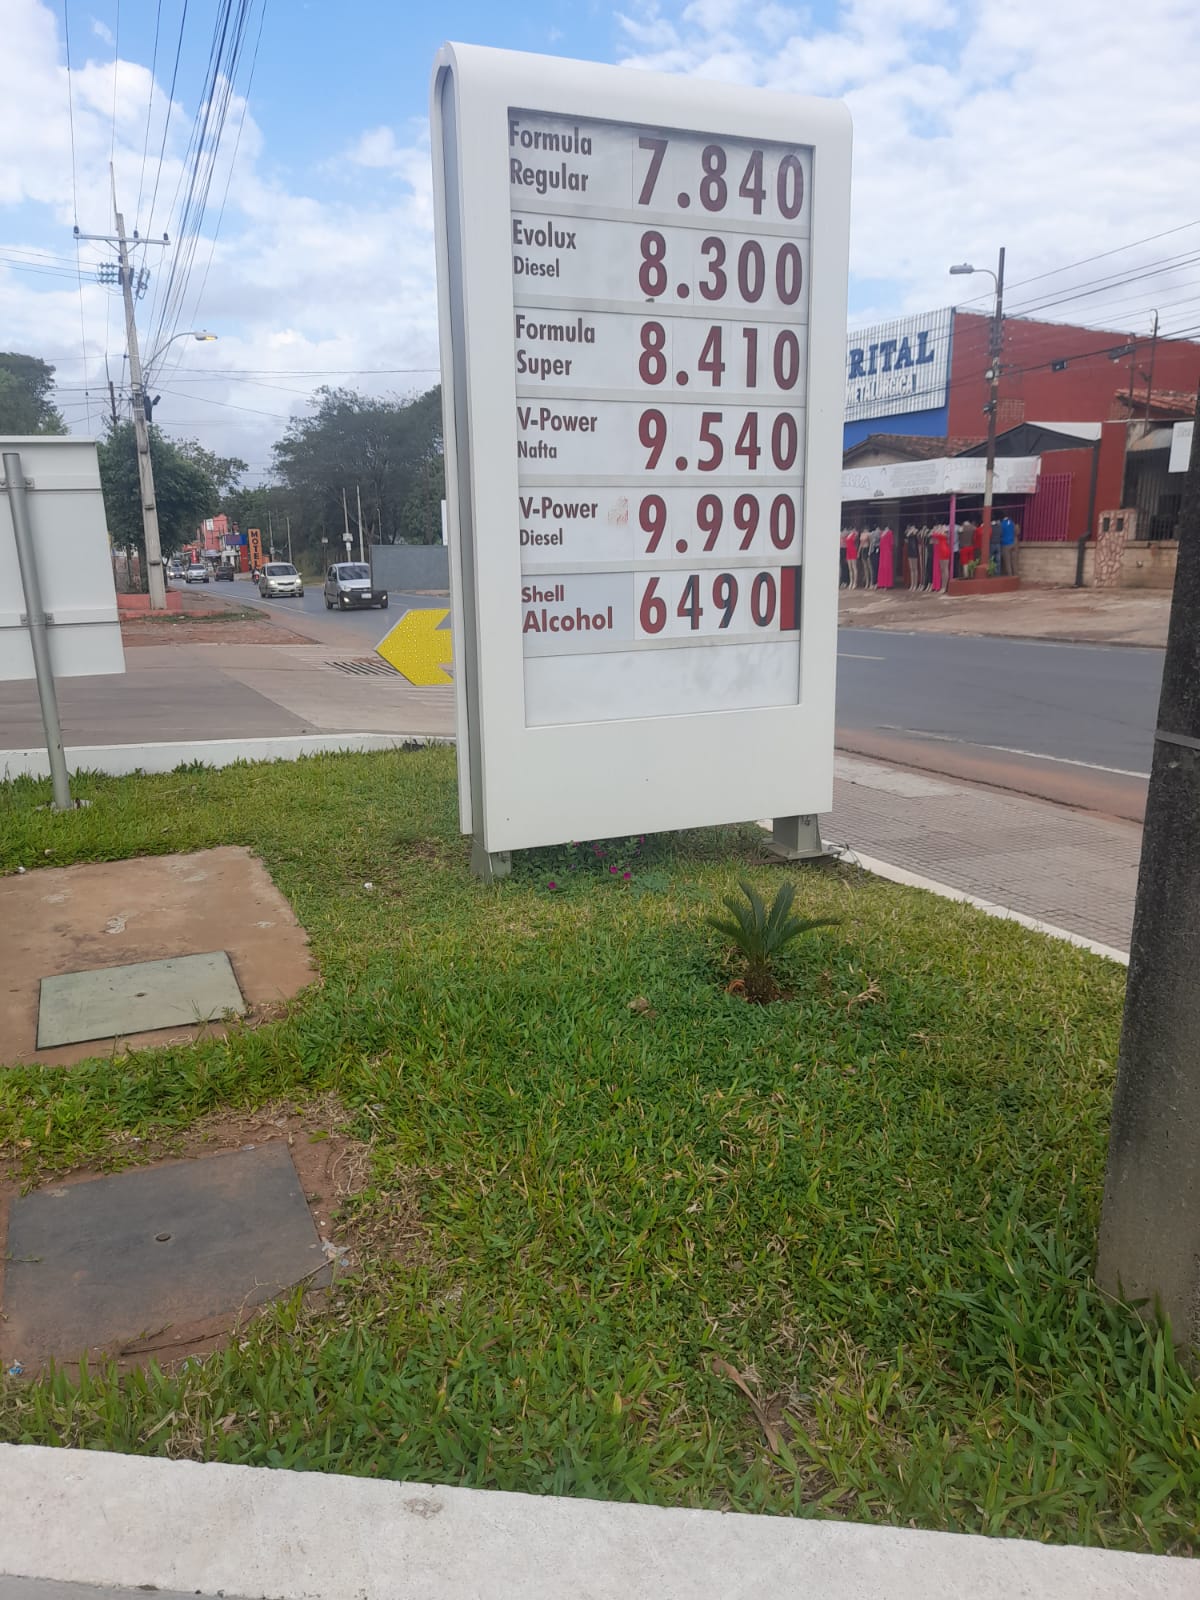 Formula
Regular 7.840
Evolux
Diesel 8.300
Formula
Super 8.410
V-Power
Nafta 9.540
V-Power
Diesel 9.990
Shell
Alcohol 6490
RITAL
METALURGICA
MOTEL